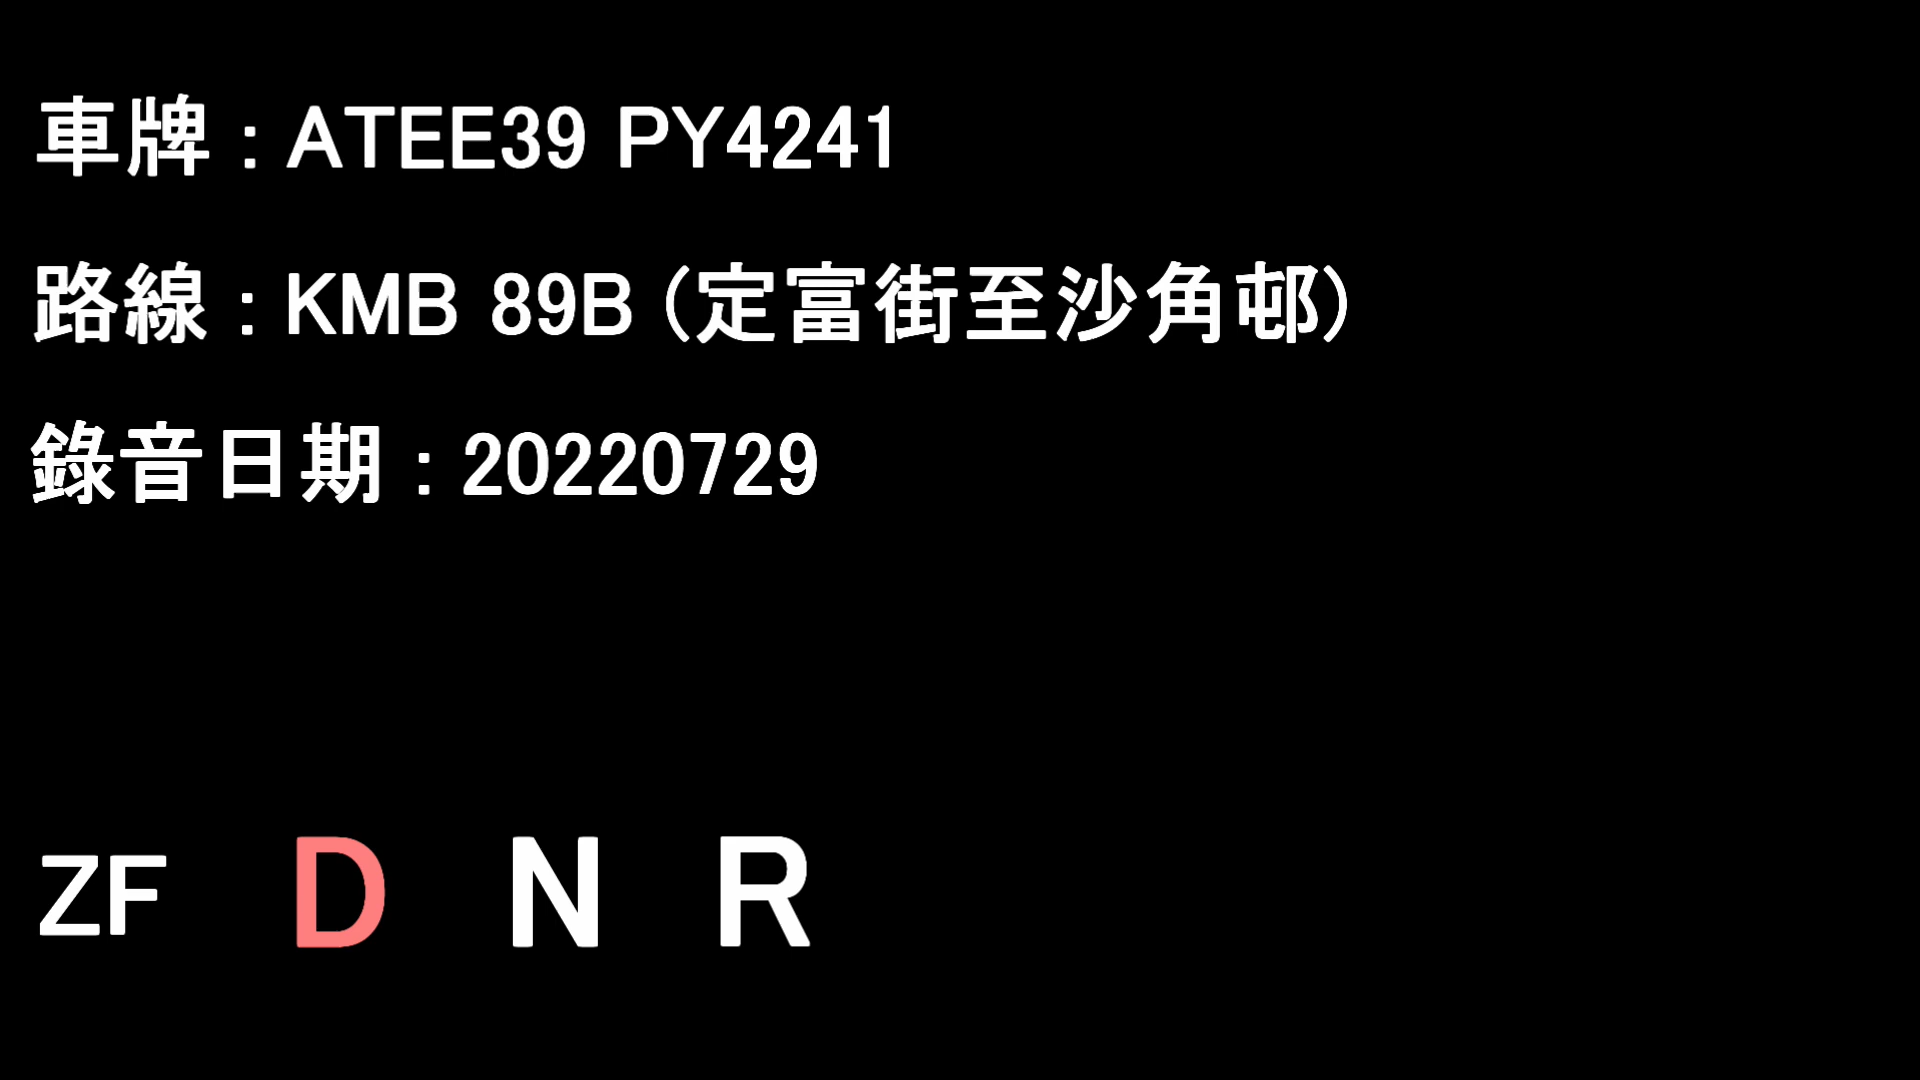 車牌 : ATEE39 PY4241
路線 : KMB 89B (定富街至沙角邨)
錄音日期 : 20220729
ZF D N R